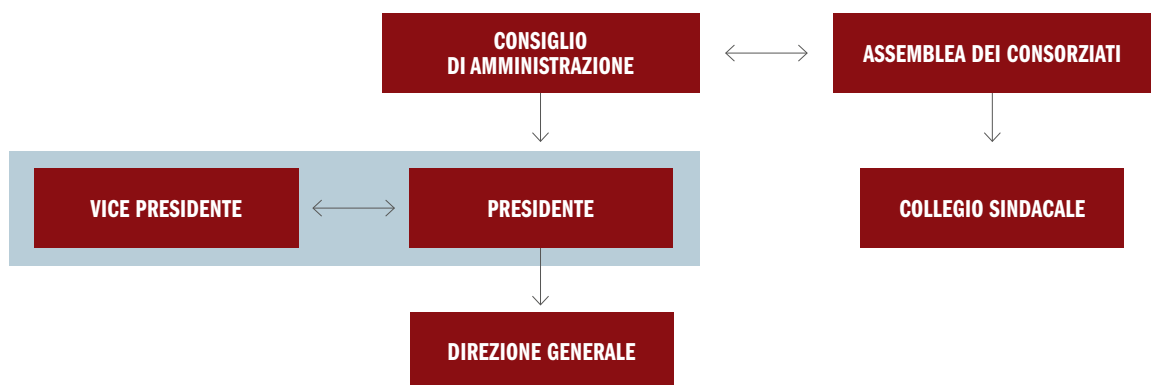 CONSIGLIO
DI AMMINISTRAZIONE
ASSEMBLEA DEI CONSORZIATI
VICE PRESIDENTE
PRESIDENTE
COLLEGIO SINDACALE
DIREZIONE GENERALE